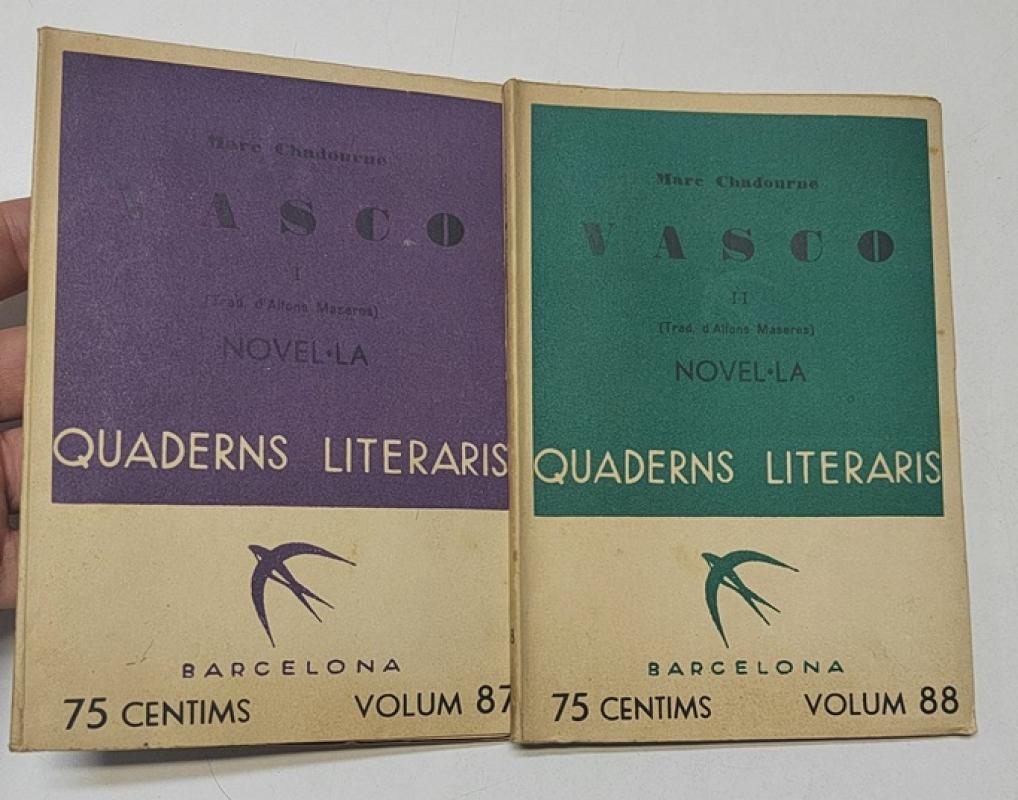 Marc Chadourne
VASCO
I
(Trad. d'Alfons Maseres)
NOVEL·LA
QUADERNS LITERARIS
BARCELONA
75 CENTIMS VOLUM 87
Marc Chadourne
VASCO
II
(Trad. d'Alfons Maseres)
NOVEL·LA
QUADERNS LITERARIS
BARCELONA
75 CENTIMS VOLUM 88